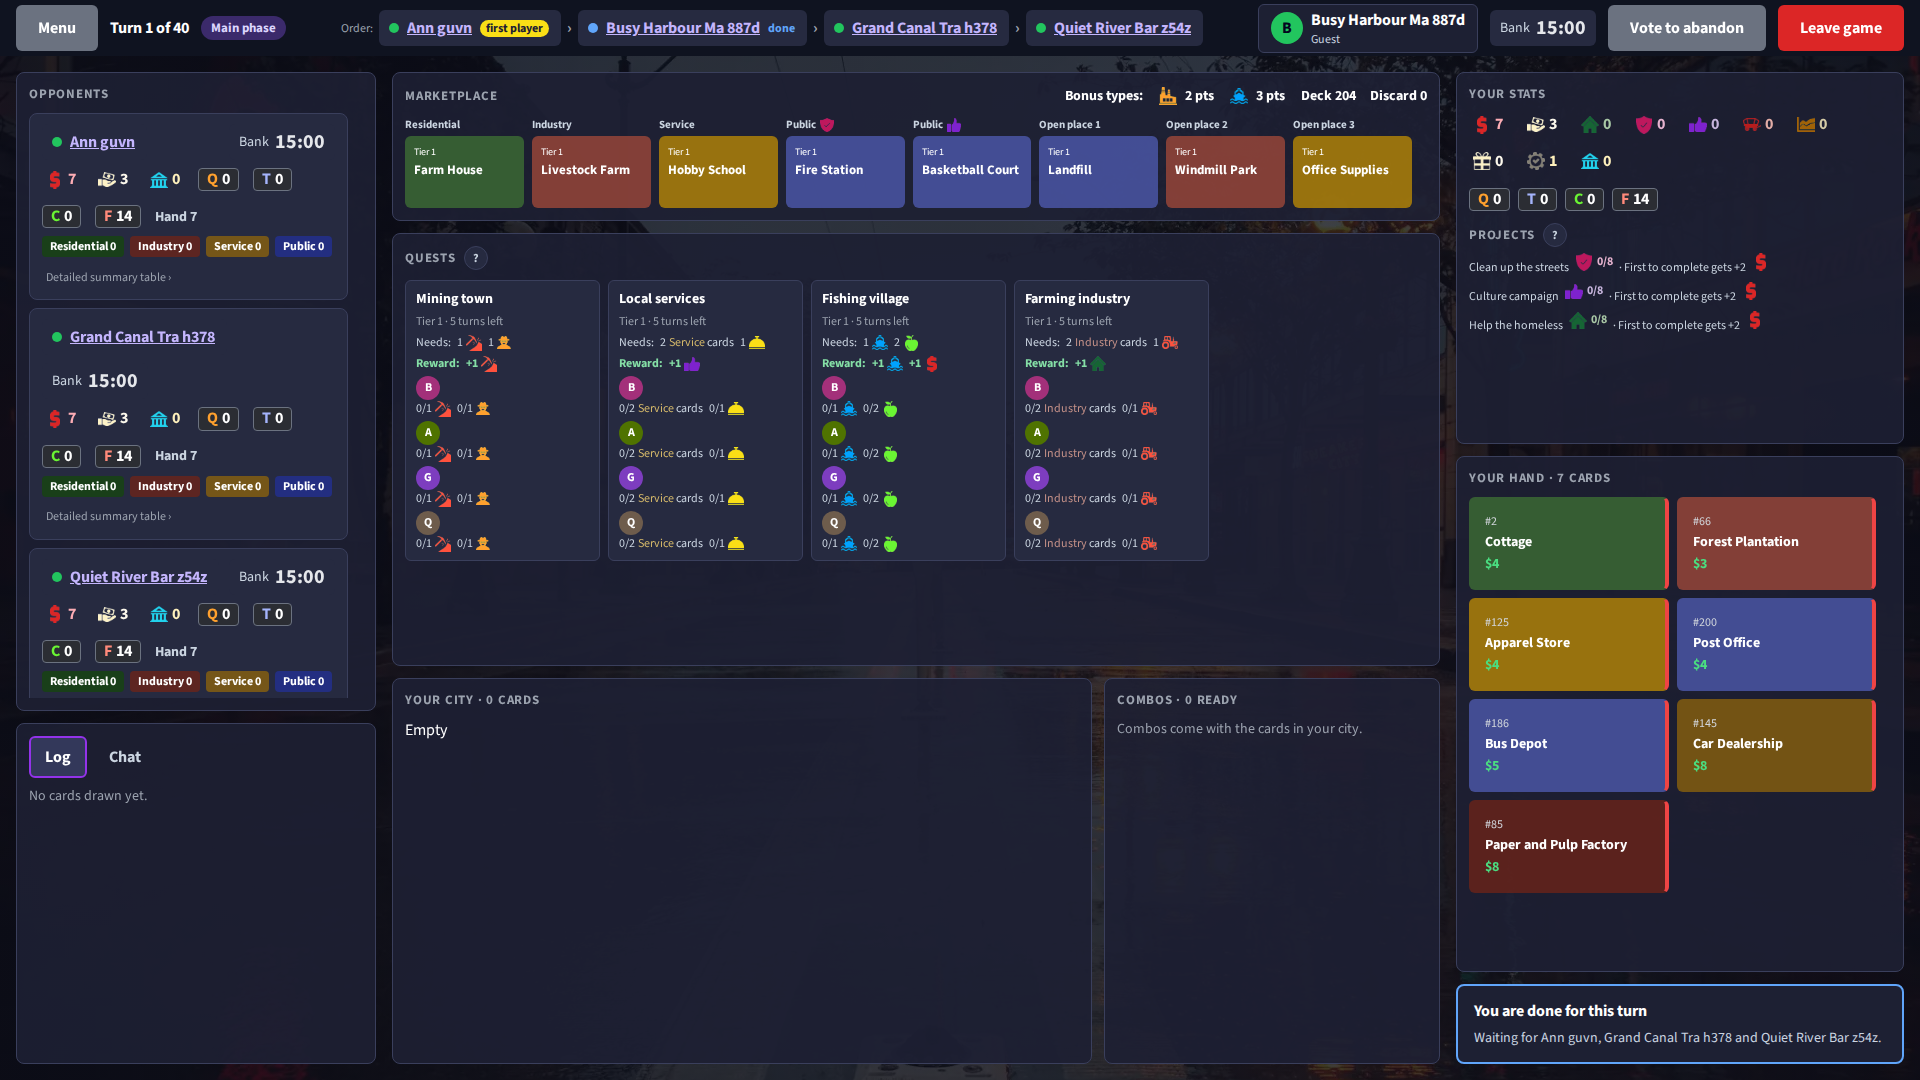 Menu
Turn 1 of 40
Main phase
Order:
Ann guvn first player
›
Busy Harbour Ma 887d done
›
Grand Canal Tra h378
›
Quiet River Bar z54z
B
Busy Harbour Ma 887d
Guest
Bank 15:00
Vote to abandon
Leave game
OPPONENTS
Ann guvn
Bank 15:00
7 3 0 Q 0 T 0
C 0 F 14 Hand 7
Residential 0 Industry 0 Service 0 Public 0
Detailed summary table ›
Grand Canal Tra h378
Bank 15:00
7 3 0 Q 0 T 0
C 0 F 14 Hand 7
Residential 0 Industry 0 Service 0 Public 0
Detailed summary table ›
Quiet River Bar z54z
Bank 15:00
7 3 0 Q 0 T 0
C 0 F 14 Hand 7
Residential 0 Industry 0 Service 0 Public 0
Log
Chat
No cards drawn yet.
MARKETPLACE
Bonus types: 2 pts 3 pts Deck 204 Discard 0
Residential
Tier 1
Farm House
Industry
Tier 1
Livestock Farm
Service
Tier 1
Hobby School
Public
Tier 1
Fire Station
Public
Tier 1
Basketball Court
Open place 1
Tier 1
Landfill
Open place 2
Tier 1
Windmill Park
Open place 3
Tier 1
Office Supplies
QUESTS ?
Mining town
Tier 1 · 5 turns left
Needs: 1 1
Reward: +1
B
0/1 0/1
A
0/1 0/1
G
0/1 0/1
Q
0/1 0/1
Local services
Tier 1 · 5 turns left
Needs: 2 Service cards 1
Reward: +1
B
0/2 Service cards 0/1
A
0/2 Service cards 0/1
G
0/2 Service cards 0/1
Q
0/2 Service cards 0/1
Fishing village
Tier 1 · 5 turns left
Needs: 1 2
Reward: +1 +1
B
0/1 0/2
A
0/1 0/2
G
0/1 0/2
Q
0/1 0/2
Farming industry
Tier 1 · 5 turns left
Needs: 2 Industry cards 1
Reward: +1
B
0/2 Industry cards 0/1
A
0/2 Industry cards 0/1
G
0/2 Industry cards 0/1
Q
0/2 Industry cards 0/1
YOUR CITY · 0 CARDS
Empty
COMBOS · 0 READY
Combos come with the cards in your city.
YOUR STATS
7 3 0 0 0 0 0
0 1 0
Q 0 T 0 C 0 F 14
PROJECTS ?
Clean up the streets 0/8 · First to complete gets +2
Culture campaign 0/8 · First to complete gets +2
Help the homeless 0/8 · First to complete gets +2
YOUR HAND · 7 CARDS
#2
Cottage
$4
#66
Forest Plantation
$3
#125
Apparel Store
$4
#200
Post Office
$4
#186
Bus Depot
$5
#145
Car Dealership
$8
#85
Paper and Pulp Factory
$8
You are done for this turn
Waiting for Ann guvn, Grand Canal Tra h378 and Quiet River Bar z54z.